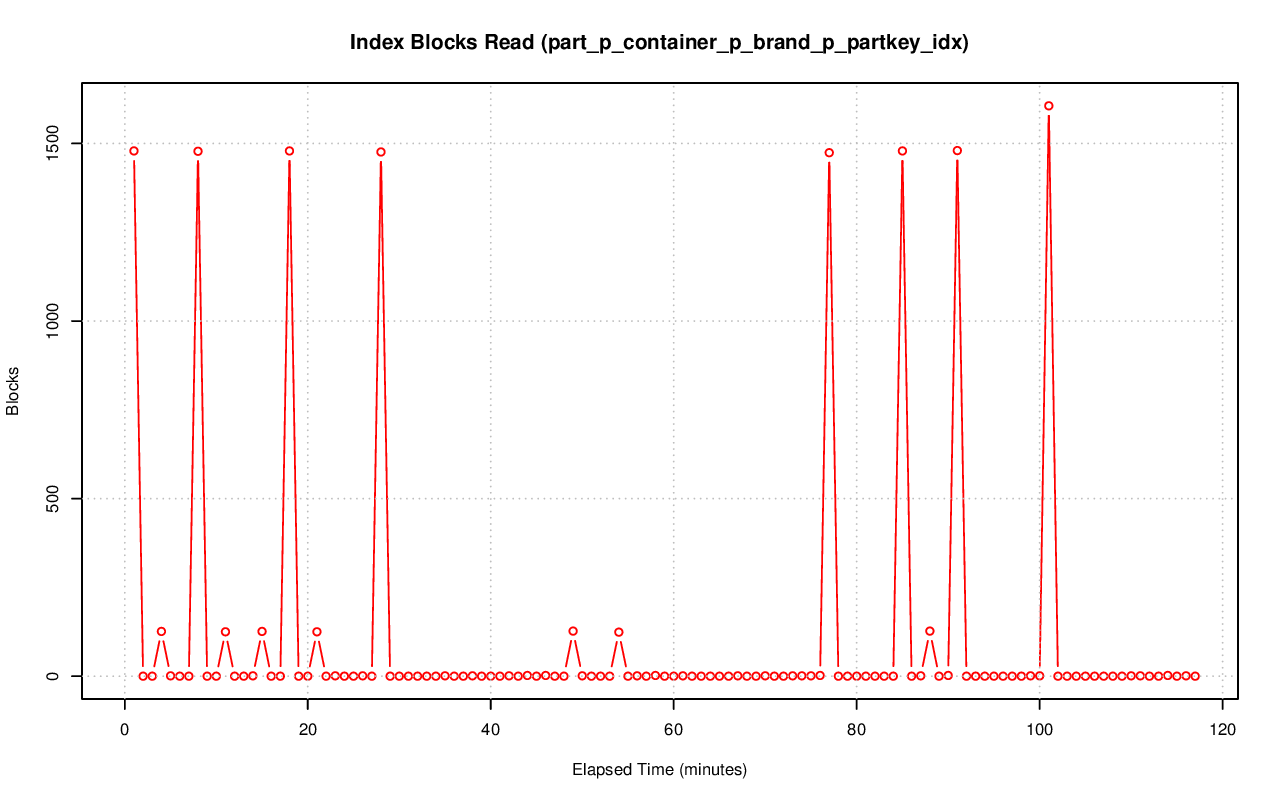 Index Blocks Read (part_p_container_p_brand_p_partkey_idx)
1500
1000
500
0
Blocks
0 20 40 60 80 100 120
Elapsed Time (minutes)